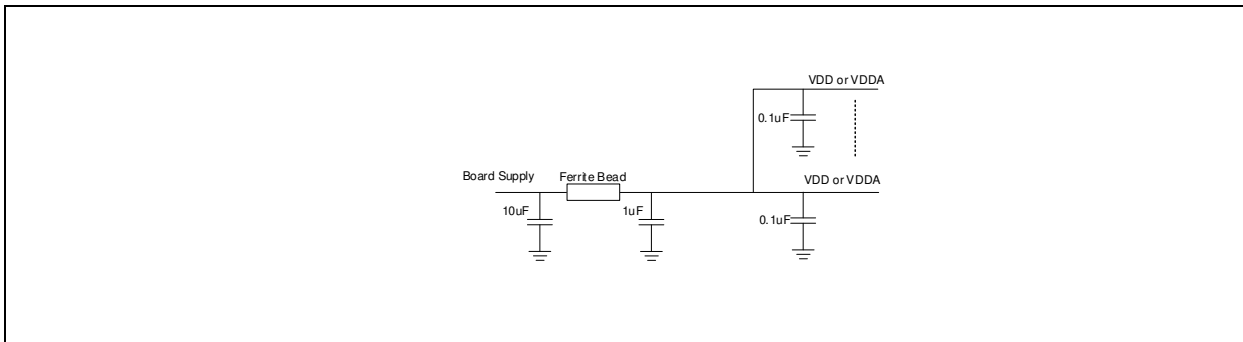 VDD or VDDA
0.1uF
Board Supply
Ferrite Bead
VDD or VDDA
10uF
1uF
0.1uF